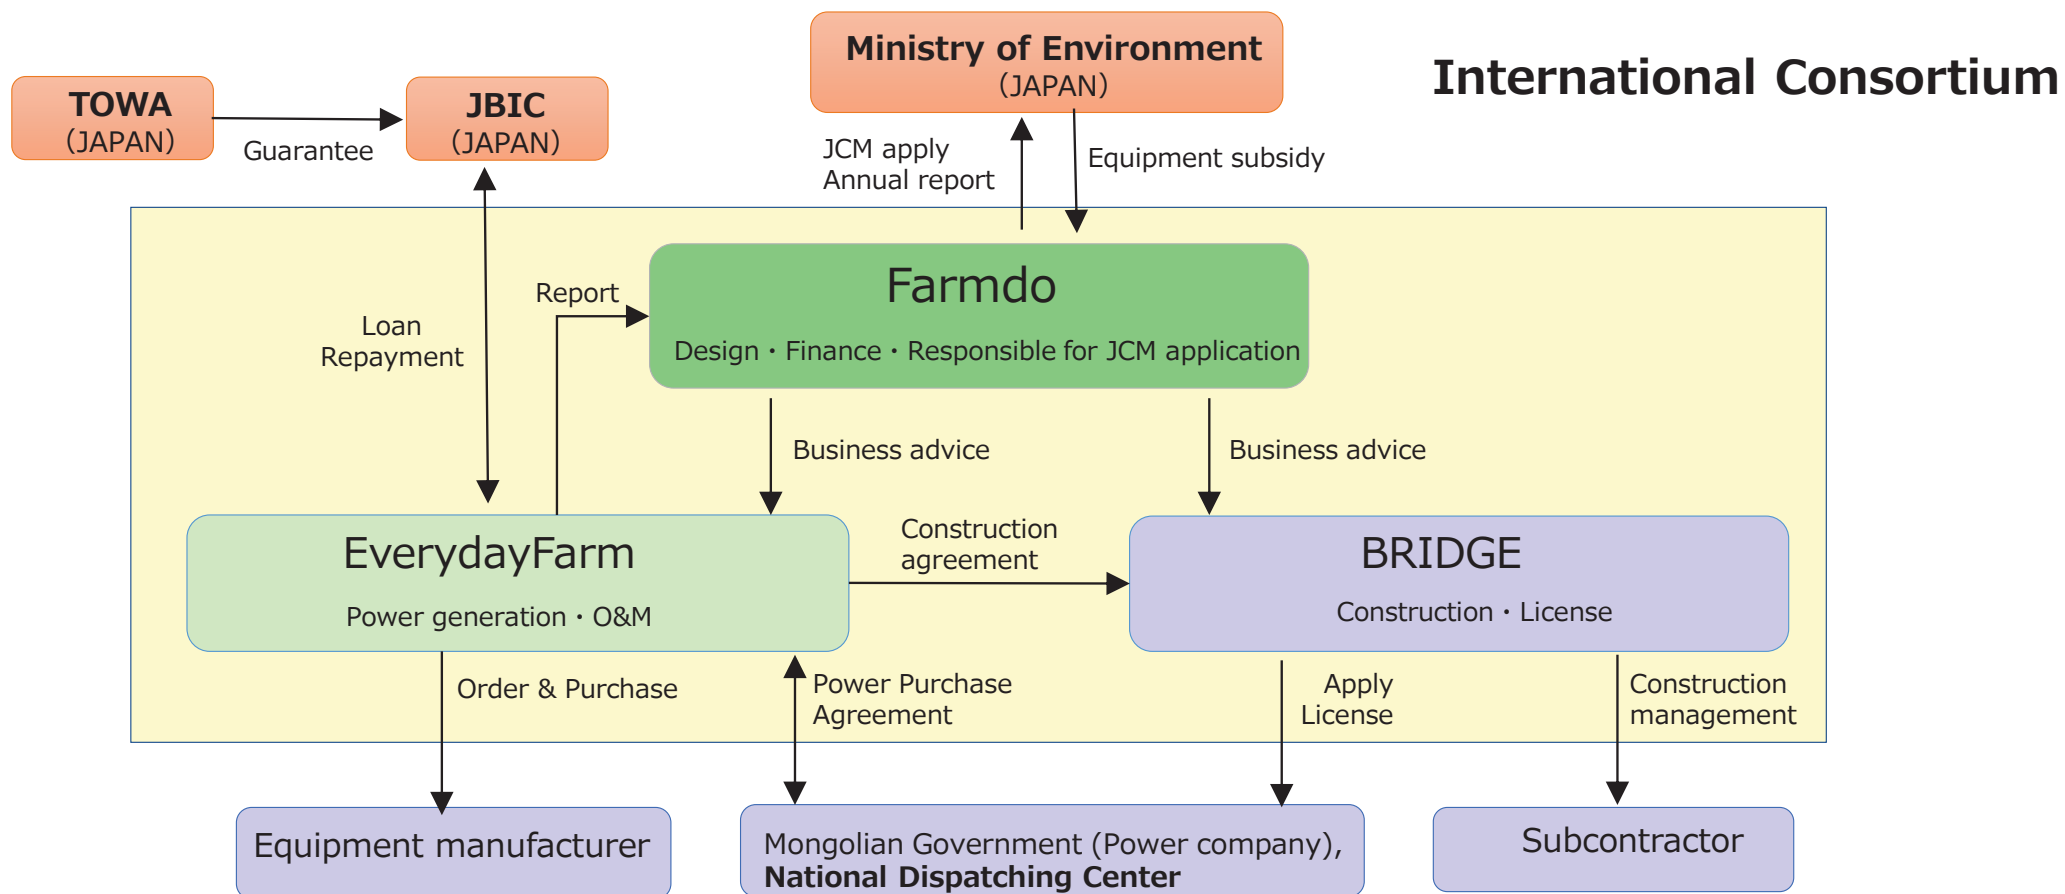 Ministry of Environment
(JAPAN)
International Consortium
TOWA
(JAPAN)
Guarantee
JBIC
(JAPAN)
JCM apply
Annual report
Equipment subsidy
Farmdo
Design・Finance・Responsible for JCM application
Report
Loan
Repayment
Business advice
Business advice
EverydayFarm
Power generation・O&M
Construction
agreement
BRIDGE
Construction・License
Order & Purchase
Power Purchase
Agreement
Apply
License
Construction
management
Equipment manufacturer
Mongolian Government (Power company),
National Dispatching Center
Subcontractor